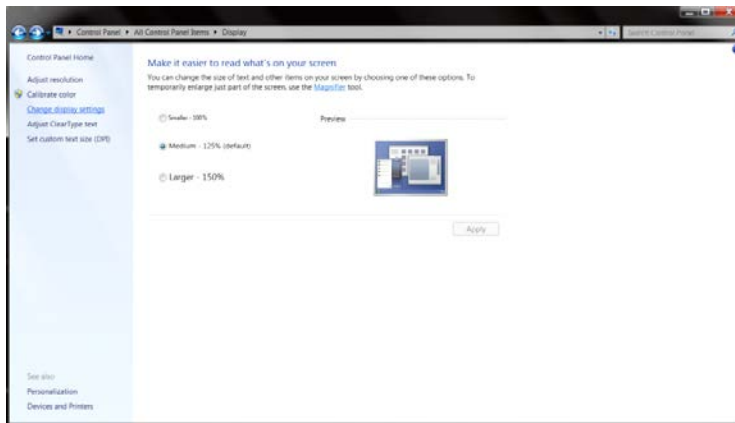 Control Panel ▸ All Control Panel Items ▸ Display
Search Control Panel
Control Panel Home
Adjust resolution
Calibrate color
Change display settings
Adjust ClearType text
Set custom text size (DPI)
Make it easier to read what's on your screen
You can change the size of text and other items on your screen by choosing one of these options. To
temporarily enlarge just part of the screen, use the Magnifier tool.
Smaller - 100%
Preview
Medium - 125% (default)
Larger - 150%
Apply
See also
Personalization
Devices and Printers